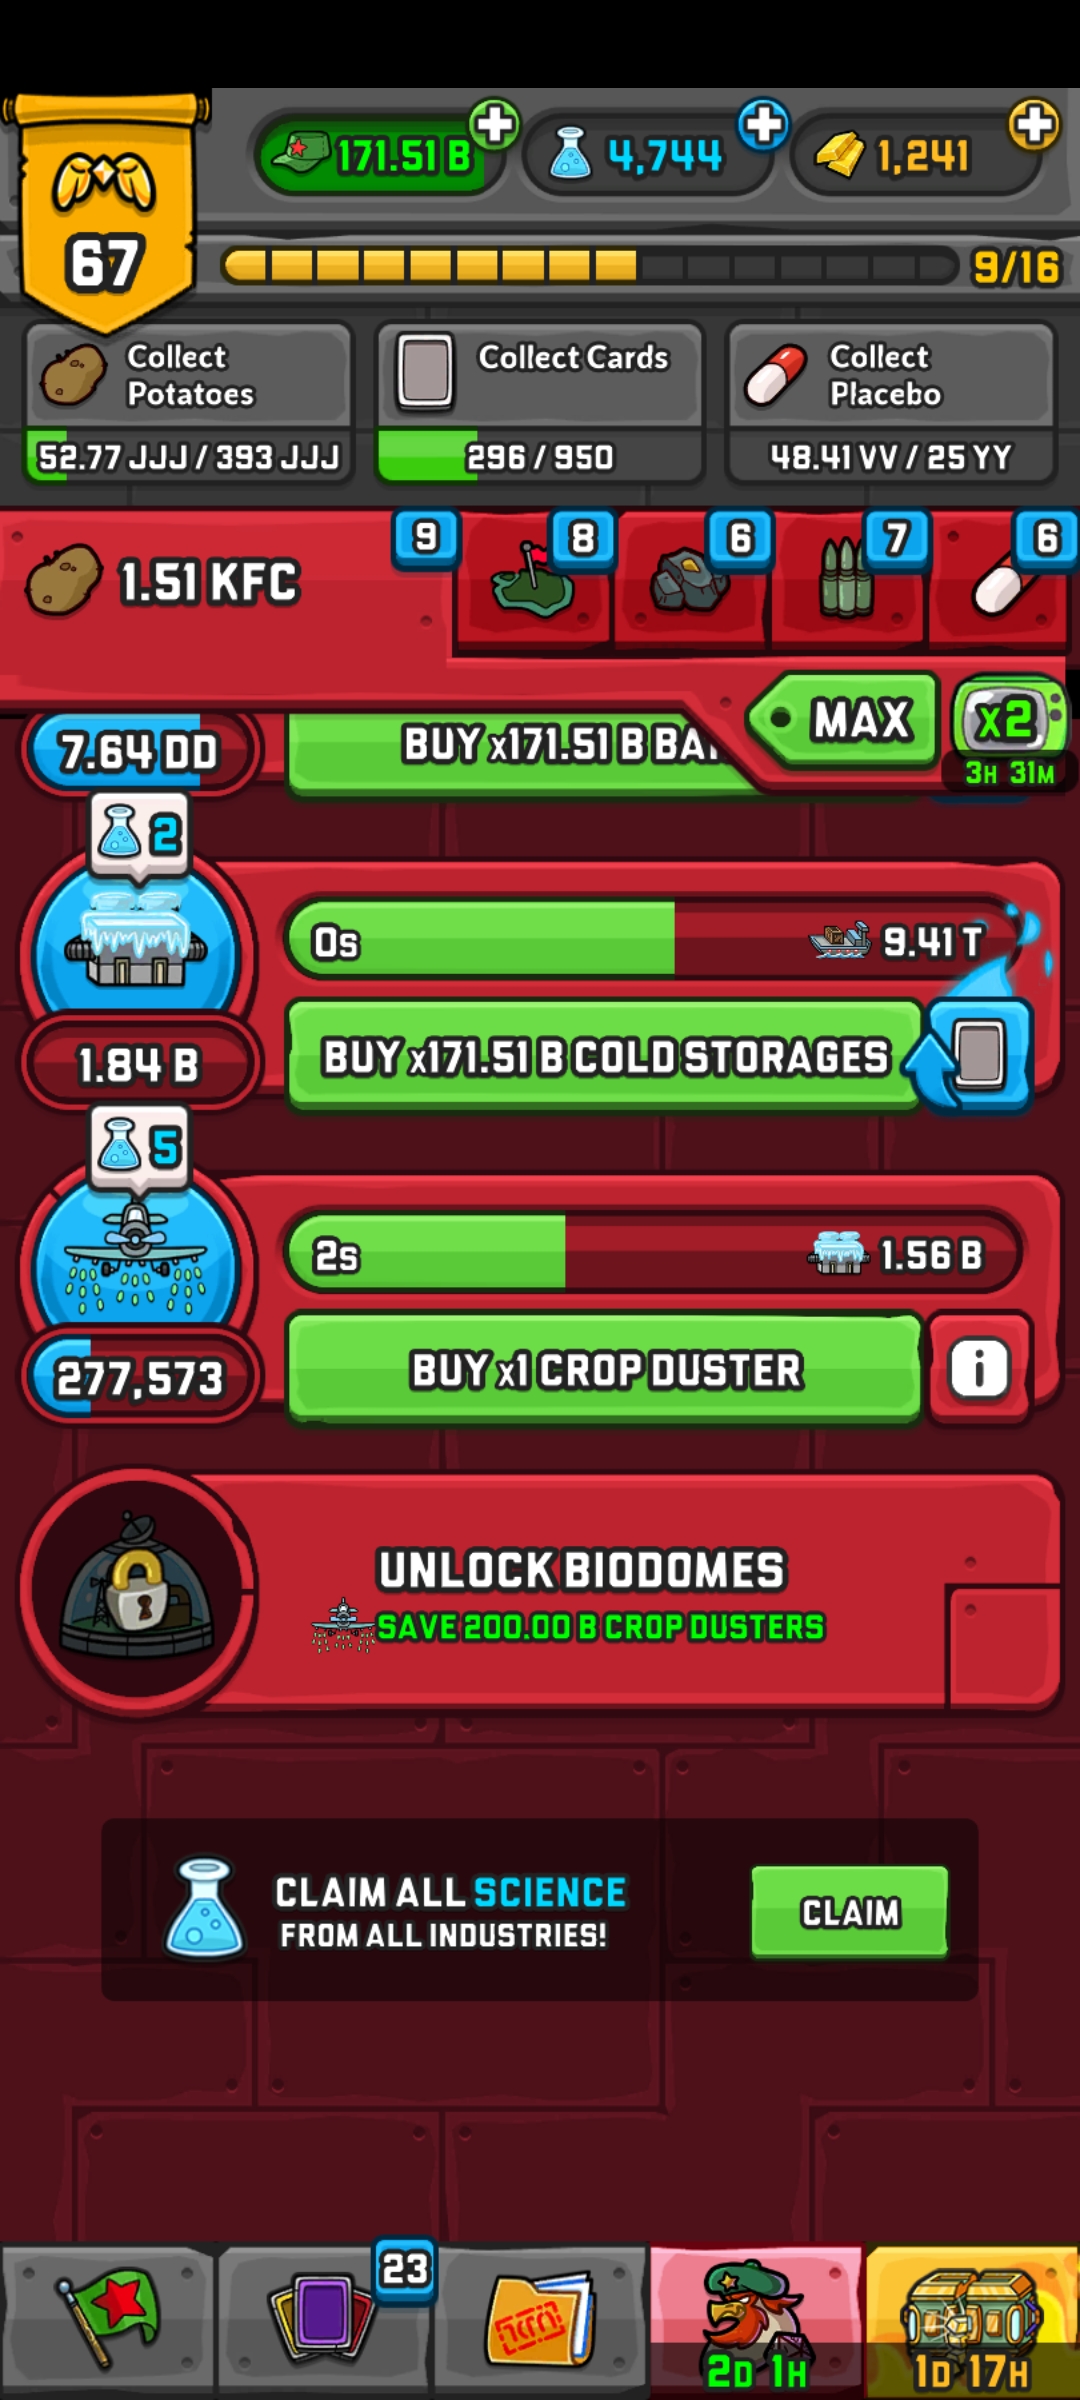 67
171.51 B
4,744
1,241
9/16
Collect Potatoes
52.77 JJJ / 393 JJJ
Collect Cards
296 / 950
Collect Placebo
48.41 VV / 25 YY
1.51 KFC
9
8
6
7
6
MAX
x2
3H 31M
7.64 DD
BUY x171.51 B
2
0s
9.41 T
1.84 B
BUY x171.51 B COLD STORAGES
5
2s
1.56 B
277,573
BUY x1 CROP DUSTER
i
UNLOCK BIODOMES
SAVE 200.00 B CROP DUSTERS
CLAIM ALL SCIENCE
FROM ALL INDUSTRIES!
CLAIM
23
2D 1H
1D 17H